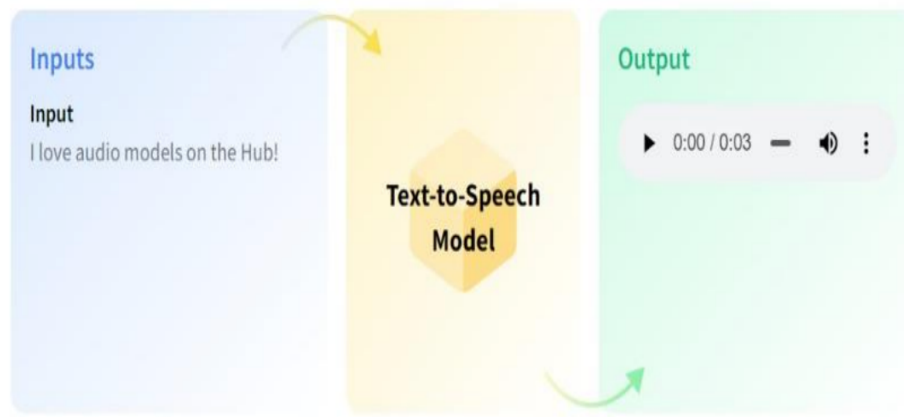 Inputs
Input
I love audio models on the Hub!
Text-to-Speech
Model
Output
0:00 / 0:03